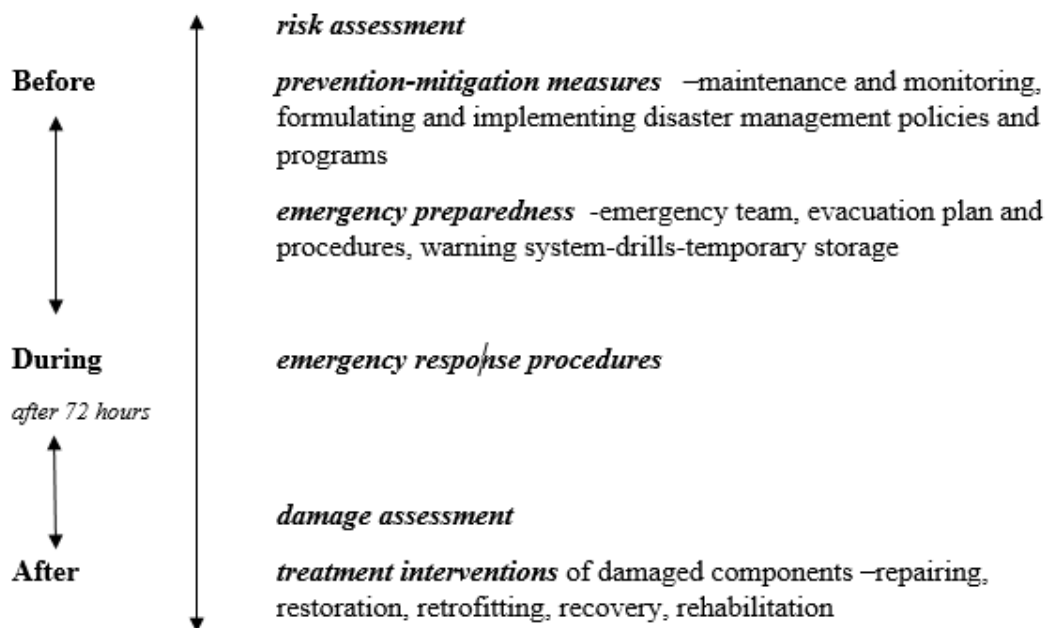 risk assessment
Before
prevention-mitigation measures –maintenance and monitoring,
formulating and implementing disaster management policies and
programs
emergency preparedness -emergency team, evacuation plan and
procedures, warning system-drills-temporary storage
During
emergency response procedures
after 72 hours
damage assessment
After
treatment interventions of damaged components –repairing,
restoration, retrofitting, recovery, rehabilitation